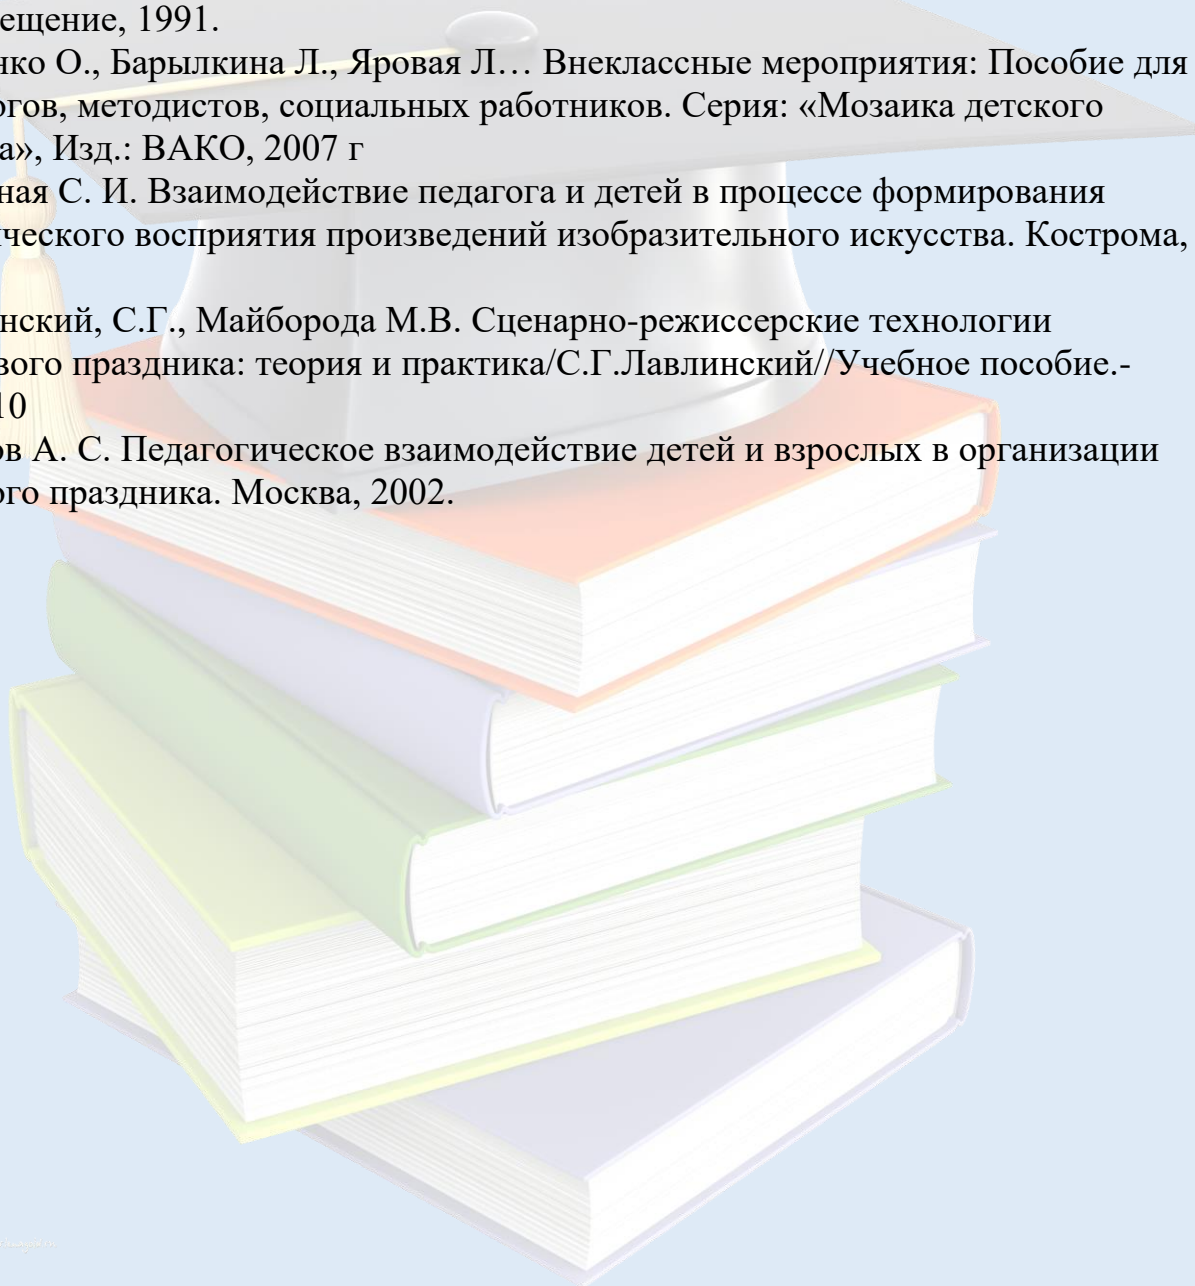 ещение, 1991.
нко О., Барылкина Л., Яровая Л… Внеклассные мероприятия: Пособие для
огов, методистов, социальных работников. Серия: «Мозаика детского
а», Изд.: ВАКО, 2007 г
ная С. И. Взаимодействие педагога и детей в процессе формирования
ического восприятия произведений изобразительного искусства. Кострома,
нский, С.Г., Майборода М.В. Сценарно-режиссерские технологии
вого праздника: теория и практика/С.Г.Лавлинский//Учебное пособие.-
10
ов А. С. Педагогическое взаимодействие детей и взрослых в организации
ого праздника. Москва, 2002.